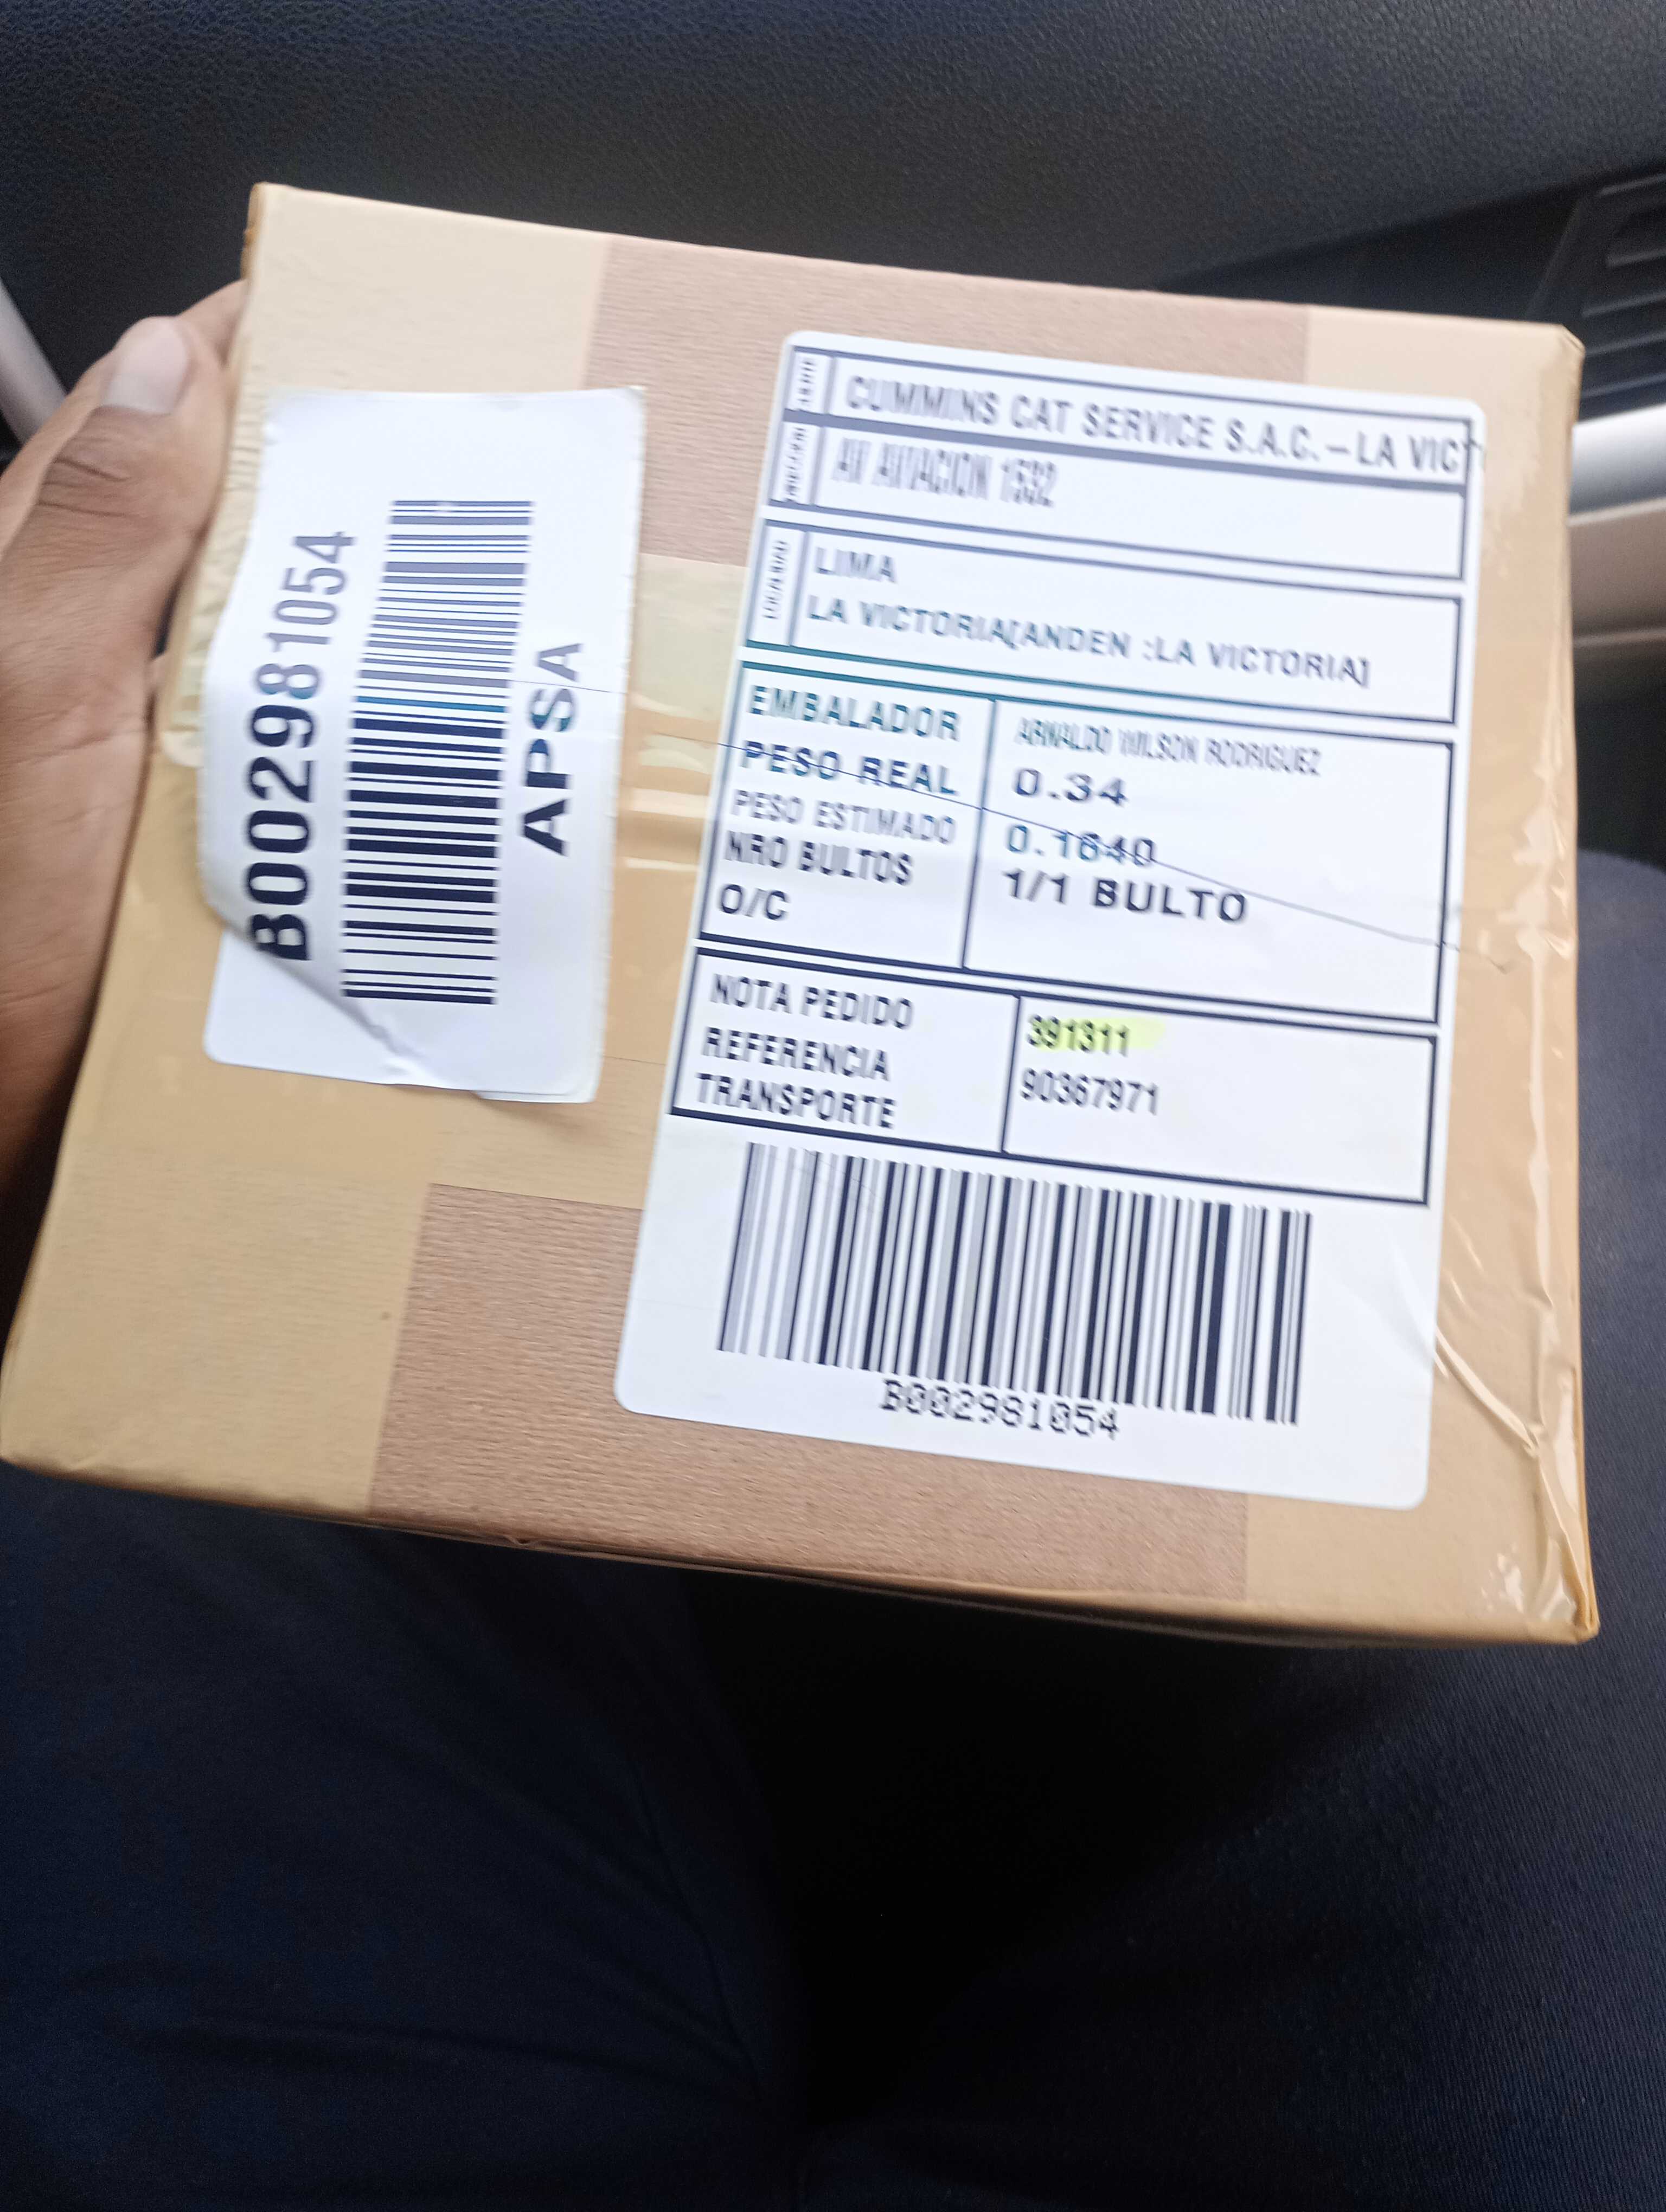 B002981054
APSA
CUMMINS CAT SERVICE S.A.C.-LA VICT
AV AVIACION 1532
LIMA
LA VICTORIA[ANDEN :LA VICTORIA]
EMBALADOR ARNALDO WILSON RODRIGUEZ
PESO REAL 0.34
PESO ESTIMADO 0.1640
NRO BULTOS 1/1 BULTO
O/C
NOTA PEDIDO 391311
REFERENCIA 90367971
TRANSPORTE
B002981054